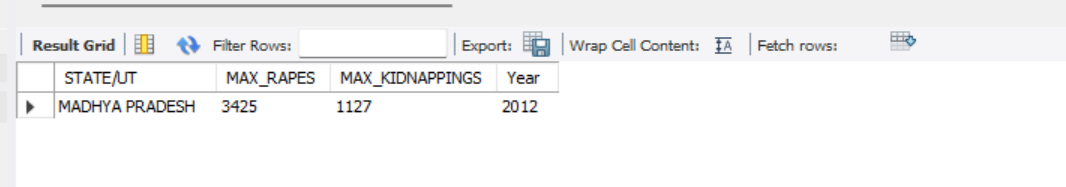 Result Grid Filter Rows: Export: Wrap Cell Content: IA Fetch rows:
STATE/UT MAX_RAPES MAX_KIDNAPPINGS Year
MADHYA PRADESH 3425 1127 2012